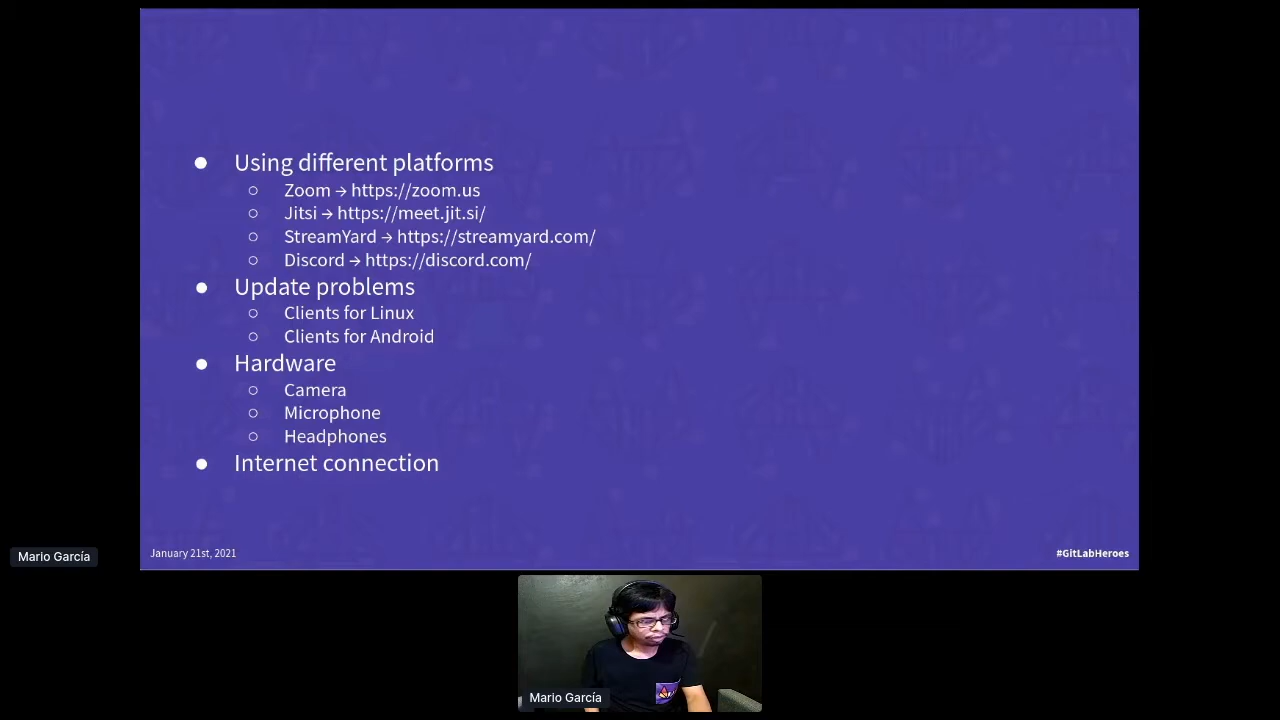 ● Using different platforms
○ Zoom → https://zoom.us
○ Jitsi → https://meet.jit.si/
○ StreamYard → https://streamyard.com/
○ Discord → https://discord.com/
● Update problems
○ Clients for Linux
○ Clients for Android
● Hardware
○ Camera
○ Microphone
○ Headphones
● Internet connection
January 21st, 2021
#GitLabHeroes
Mario García
Mario García